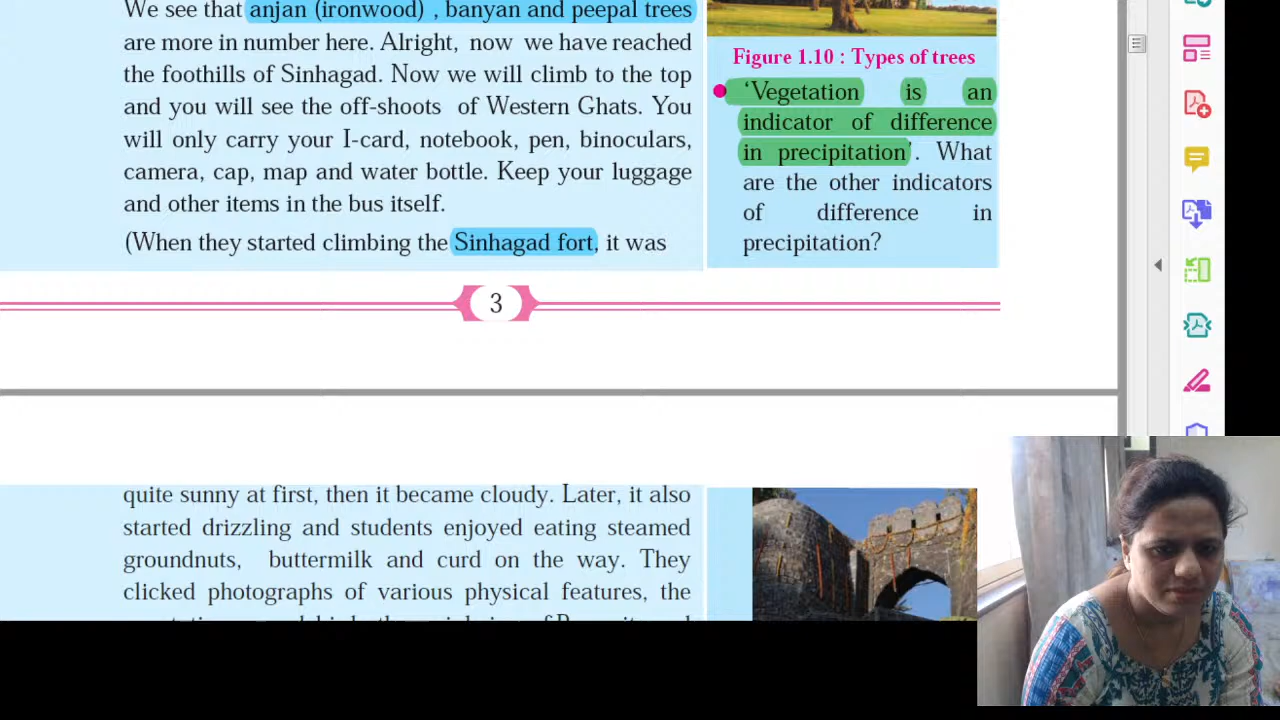 We see that anjan (ironwood) , banyan and peepal trees
are more in number here. Alright, now we have reached
the foothills of Sinhagad. Now we will climb to the top
and you will see the off-shoots of Western Ghats. You
will only carry your I-card, notebook, pen, binoculars,
camera, cap, map and water bottle. Keep your luggage
and other items in the bus itself.
(When they started climbing the Sinhagad fort, it was
Figure 1.10 : Types of trees
‘Vegetation is an
indicator of difference
in precipitation’. What
are the other indicators
of difference in
precipitation?
3
quite sunny at first, then it became cloudy. Later, it also
started drizzling and students enjoyed eating steamed
groundnuts, buttermilk and curd on the way. They
clicked photographs of various physical features, the